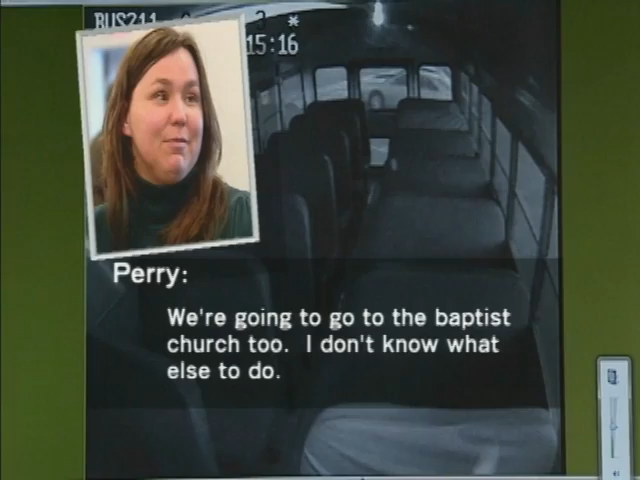 BUS211
15:16
Perry:
We're going to go to the baptist
church too. I don't know what
else to do.